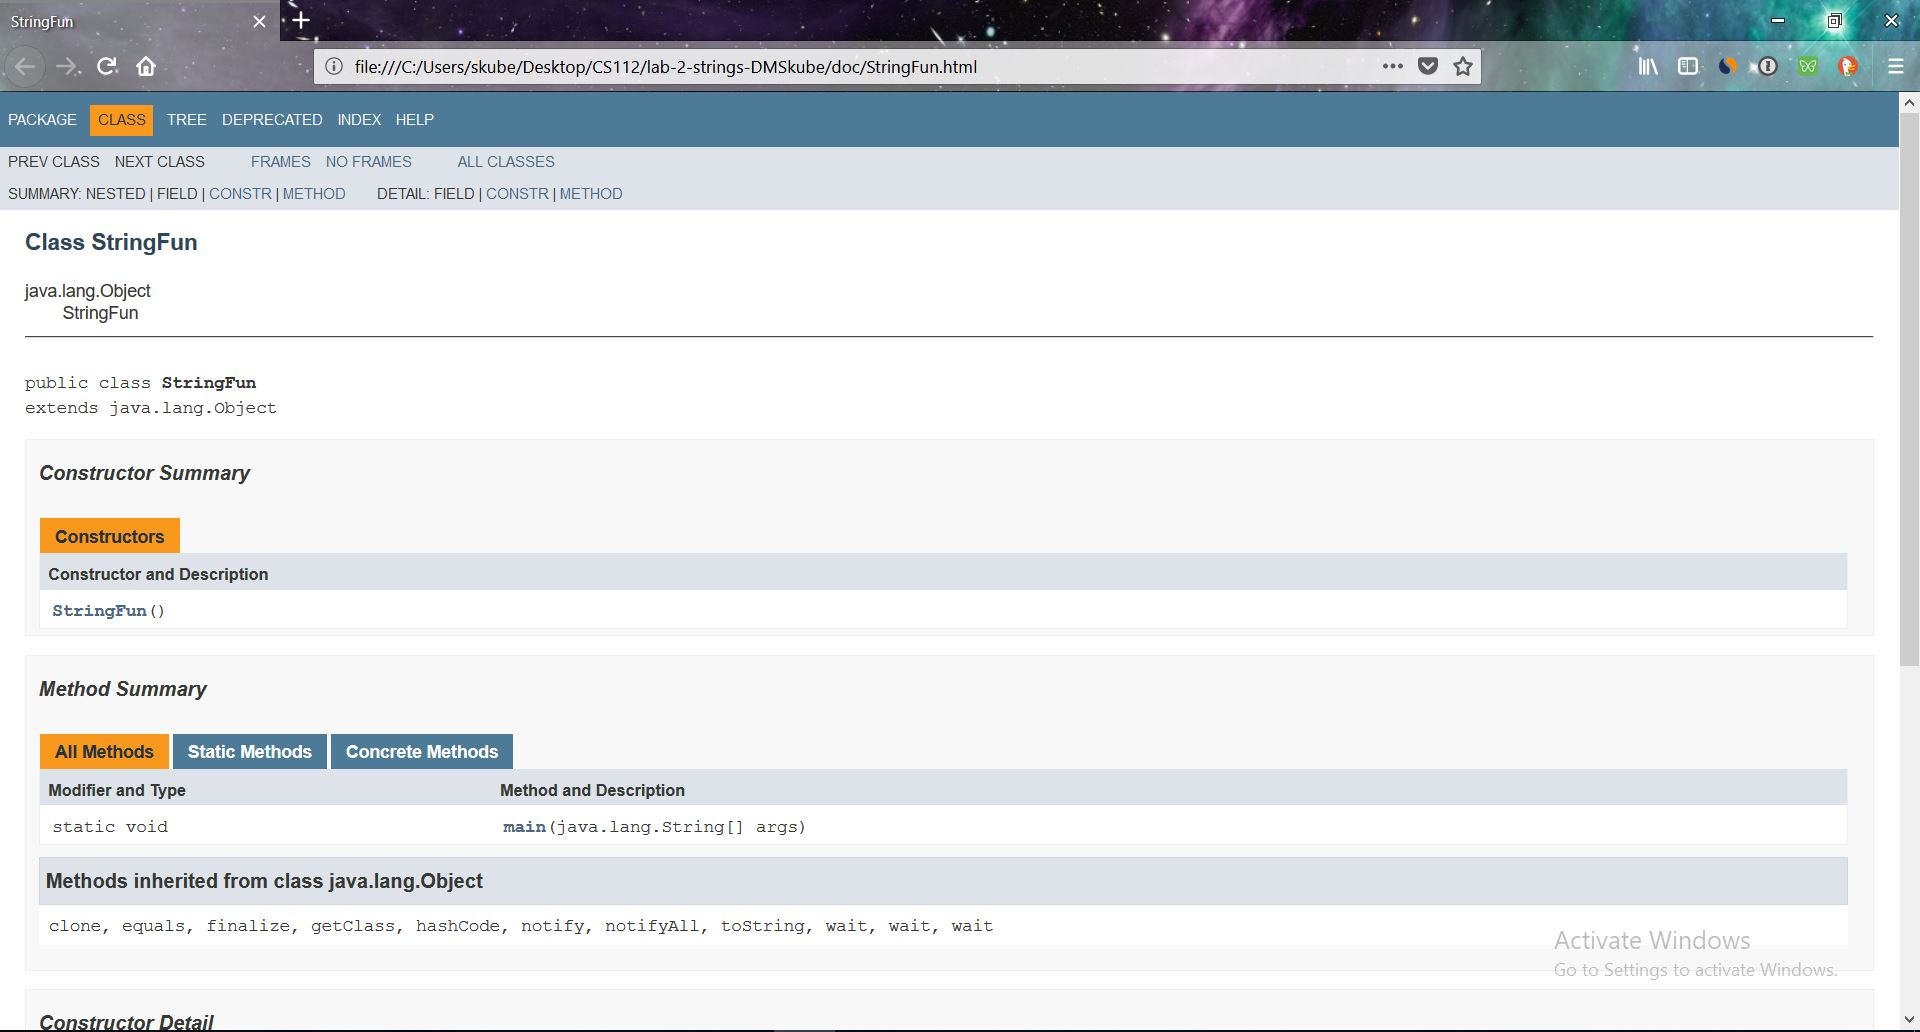 StringFun
file:///C:/Users/skube/Desktop/CS112/lab-2-strings-DMSkube/doc/StringFun.html
PACKAGE CLASS TREE DEPRECATED INDEX HELP
PREV CLASS NEXT CLASS FRAMES NO FRAMES ALL CLASSES
SUMMARY: NESTED | FIELD | CONSTR | METHOD DETAIL: FIELD | CONSTR | METHOD
Class StringFun
java.lang.Object
StringFun
public class StringFun
extends java.lang.Object
Constructor Summary
Constructors
Constructor and Description
StringFun()
Method Summary
All Methods Static Methods Concrete Methods
Modifier and Type Method and Description
static void main(java.lang.String[] args)
Methods inherited from class java.lang.Object
clone, equals, finalize, getClass, hashCode, notify, notifyAll, toString, wait, wait, wait
Activate Windows
Go to Settings to activate Windows.
Constructor Detail